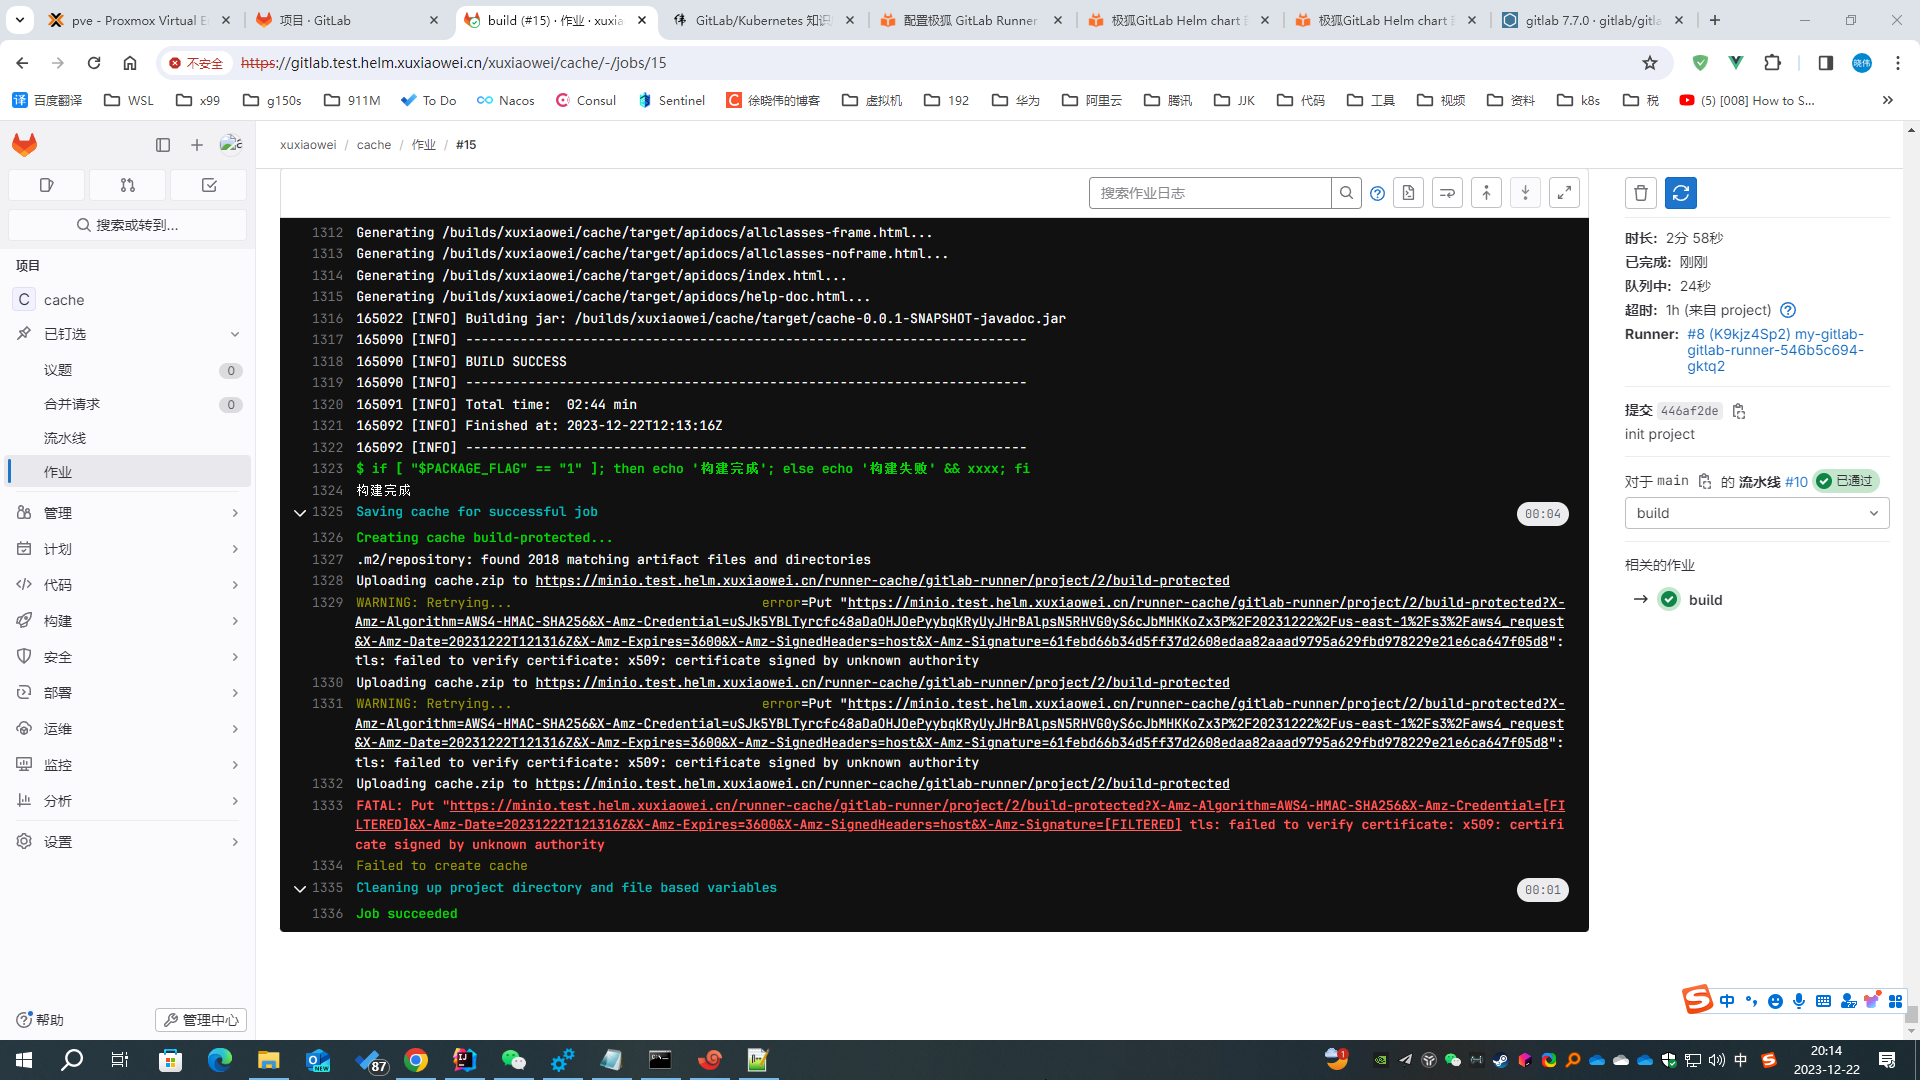 pve - Proxmox Virtual E
项目 · GitLab
build (#15) · 作业 · xuxia
GitLab/Kubernetes 知识
配置极狐 GitLab Runner
极狐GitLab Helm chart
极狐GitLab Helm chart
gitlab 7.7.0 · gitlab/gitla
不安全
https://gitlab.test.helm.xuxiaowei.cn/xuxiaowei/cache/-/jobs/15
晓伟
译 百度翻译
WSL
x99
g150s
911M
To Do
Nacos
Consul
Sentinel
C 徐晓伟的博客
虚拟机
192
华为
阿里云
腾讯
JJK
代码
工具
视频
资料
k8s
税
(5) [008] How to S...
xuxiaowei / cache / 作业 / #15
搜索或转到...
项目
C cache
已钉选
议题 0
合并请求 0
流水线
作业
管理
计划
代码
构建
安全
部署
运维
监控
分析
设置
帮助
管理中心
搜索作业日志
1312 Generating /builds/xuxiaowei/cache/target/apidocs/allclasses-frame.html...
1313 Generating /builds/xuxiaowei/cache/target/apidocs/allclasses-noframe.html...
1314 Generating /builds/xuxiaowei/cache/target/apidocs/index.html...
1315 Generating /builds/xuxiaowei/cache/target/apidocs/help-doc.html...
1316 165022 [INFO] Building jar: /builds/xuxiaowei/cache/target/cache-0.0.1-SNAPSHOT-javadoc.jar
1317 165090 [INFO] ------------------------------------------------------------------------
1318 165090 [INFO] BUILD SUCCESS
1319 165090 [INFO] ------------------------------------------------------------------------
1320 165091 [INFO] Total time:  02:44 min
1321 165092 [INFO] Finished at: 2023-12-22T12:13:16Z
1322 165092 [INFO] ------------------------------------------------------------------------
1323 $ if [ "$PACKAGE_FLAG" == "1" ]; then echo '构建完成'; else echo '构建失败' && xxxx; fi
1324 构建完成
1325 Saving cache for successful job 00:04
1326 Creating cache build-protected...
1327 .m2/repository: found 2018 matching artifact files and directories
1328 Uploading cache.zip to https://minio.test.helm.xuxiaowei.cn/runner-cache/gitlab-runner/project/2/build-protected
1329 WARNING: Retrying... error=Put "https://minio.test.helm.xuxiaowei.cn/runner-cache/gitlab-runner/project/2/build-protected?X-
Amz-Algorithm=AWS4-HMAC-SHA256&X-Amz-Credential=uSJk5YBLTyrcfc48aDaOHJOePyybqKRyUyJHrBAlpsN5RHVG0yS6cJbMHKKoZx3P%2F20231222%2Fus-east-1%2Fs3%2Faws4_request
&X-Amz-Date=20231222T121316Z&X-Amz-Expires=3600&X-Amz-SignedHeaders=host&X-Amz-Signature=61febd66b34d5ff37d2608edaa82aaad9795a629fbd978229e21e6ca647f05d8":
tls: failed to verify certificate: x509: certificate signed by unknown authority
1330 Uploading cache.zip to https://minio.test.helm.xuxiaowei.cn/runner-cache/gitlab-runner/project/2/build-protected
1331 WARNING: Retrying... error=Put "https://minio.test.helm.xuxiaowei.cn/runner-cache/gitlab-runner/project/2/build-protected?X-
Amz-Algorithm=AWS4-HMAC-SHA256&X-Amz-Credential=uSJk5YBLTyrcfc48aDaOHJOePyybqKRyUyJHrBAlpsN5RHVG0yS6cJbMHKKoZx3P%2F20231222%2Fus-east-1%2Fs3%2Faws4_request
&X-Amz-Date=20231222T121316Z&X-Amz-Expires=3600&X-Amz-SignedHeaders=host&X-Amz-Signature=61febd66b34d5ff37d2608edaa82aaad9795a629fbd978229e21e6ca647f05d8":
tls: failed to verify certificate: x509: certificate signed by unknown authority
1332 Uploading cache.zip to https://minio.test.helm.xuxiaowei.cn/runner-cache/gitlab-runner/project/2/build-protected
1333 FATAL: Put "https://minio.test.helm.xuxiaowei.cn/runner-cache/gitlab-runner/project/2/build-protected?X-Amz-Algorithm=AWS4-HMAC-SHA256&X-Amz-Credential=[FI
LTERED]&X-Amz-Date=20231222T121316Z&X-Amz-Expires=3600&X-Amz-SignedHeaders=host&X-Amz-Signature=[FILTERED] tls: failed to verify certificate: x509: certifi
cate signed by unknown authority
1334 Failed to create cache
1335 Cleaning up project directory and file based variables 00:01
1336 Job succeeded
时长: 2分 58秒
已完成: 刚刚
队列中: 24秒
超时: 1h (来自 project)
Runner: #8 (K9kjz4Sp2) my-gitlab-
gitlab-runner-546b5c694-
gktq2
提交 446af2de
init project
对于 main 的 流水线 #10 已通过
build
相关的作业
build
中
87
1
中
20:14
2023-12-22